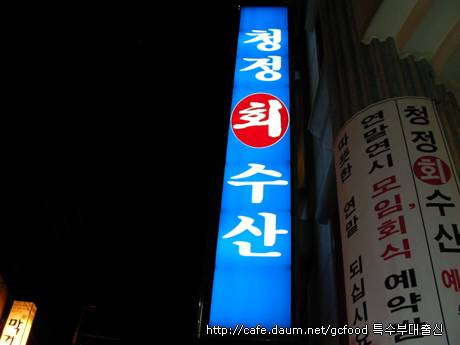 청정
회
수산
청정
회
수산
연말연시 모임,회식 예약
따뜻한 연말 되십시요
막
http://cafe.daum.net/gcfood 특수부대출신